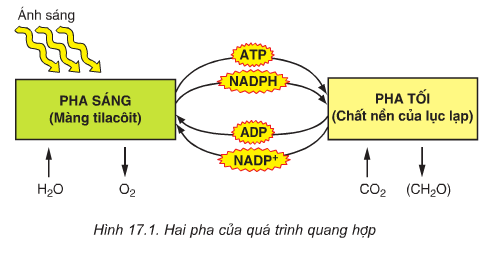 Ánh sáng
ATP
NADPH
PHA SÁNG
(Màng tilacôit)
PHA TỐI
(Chất nền của lục lạp)
ADP
NADP⁺
H₂O
O₂
CO₂
(CH₂O)
Hình 17.1. Hai pha của quá trình quang hợp